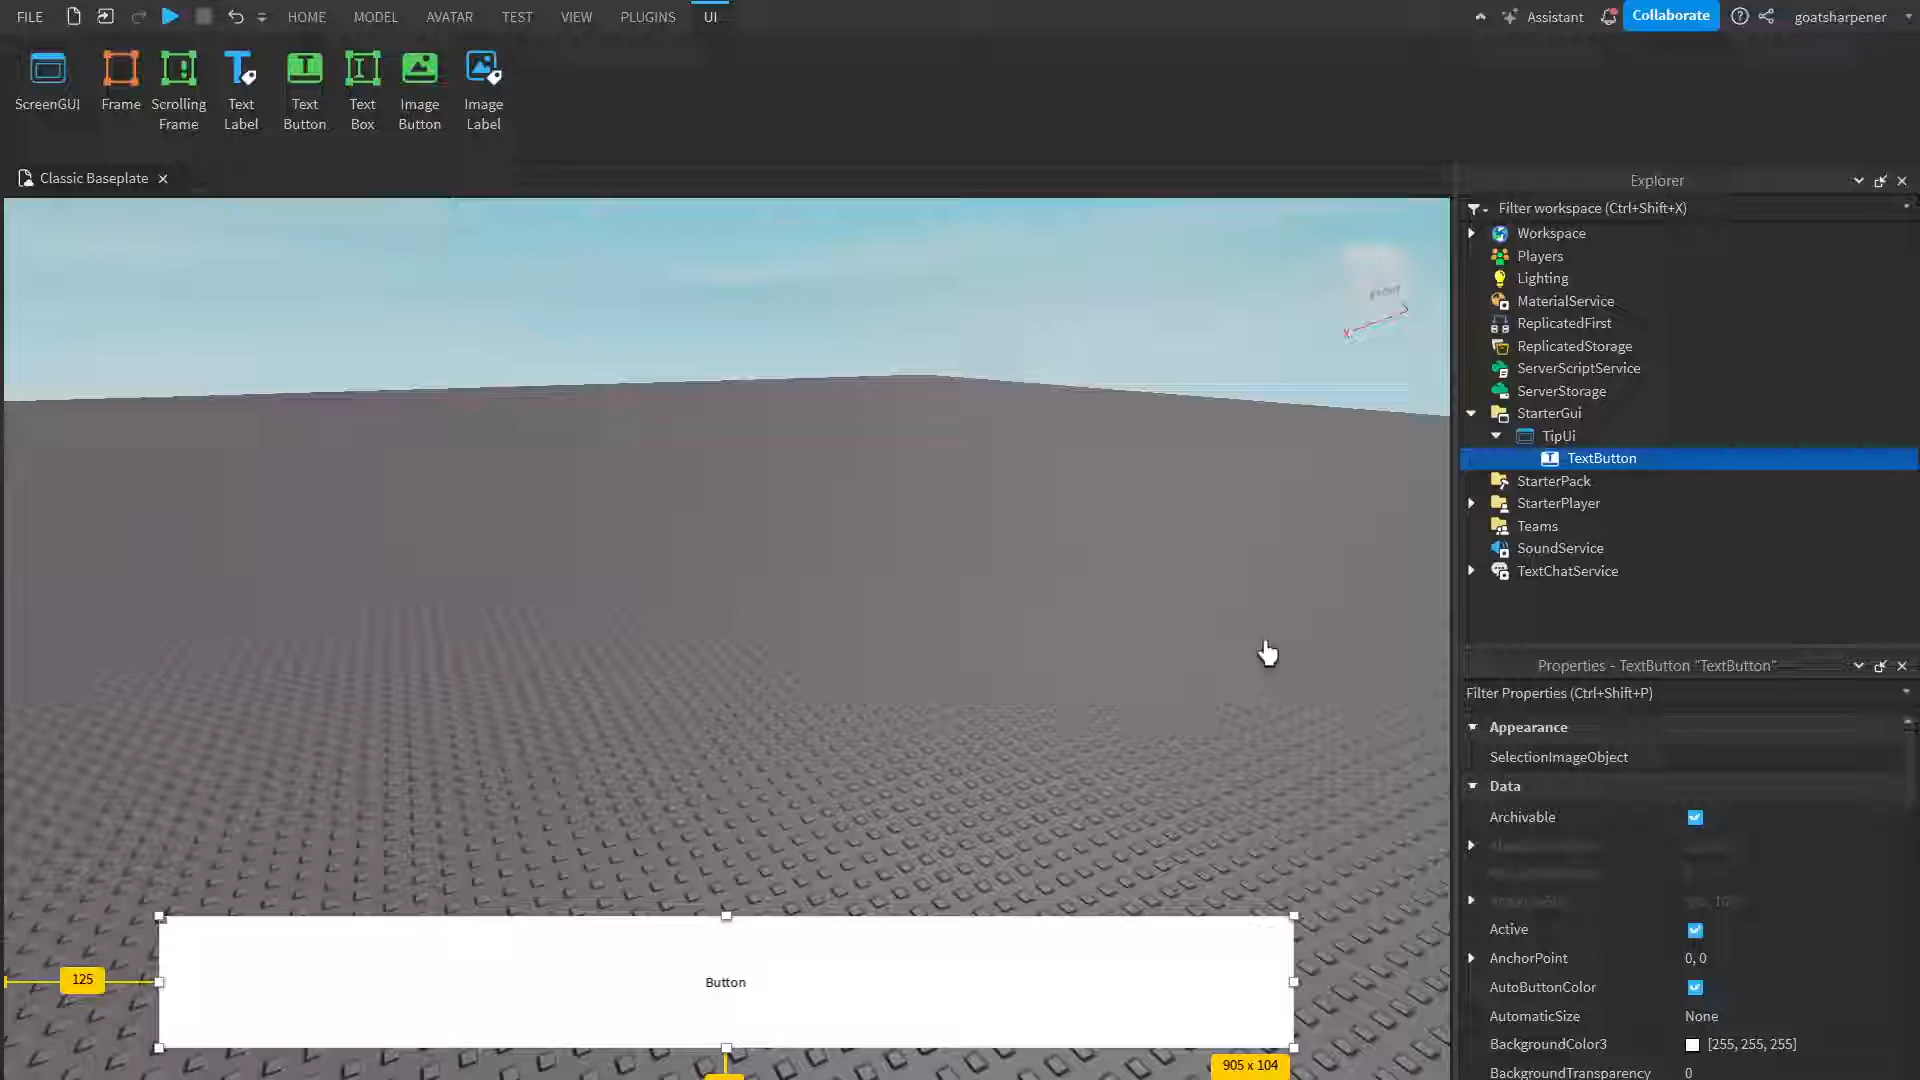 FILE HOME MODEL AVATAR TEST VIEW PLUGINS UI Assistant Collaborate goatsharpener
ScreenGUI Frame Scrolling Frame Text Label Text Button Text Box Image Button Image Label
Classic Baseplate
Explorer
Filter workspace (Ctrl+Shift+X)
Workspace
Players
Lighting
MaterialService
ReplicatedFirst
ReplicatedStorage
ServerScriptService
ServerStorage
StarterGui
TipUi
TextButton
StarterPack
StarterPlayer
Teams
SoundService
TextChatService
Properties - TextButton "TextButton"
Filter Properties (Ctrl+Shift+P)
Appearance
SelectionImageObject
Data
Archivable
Active
AnchorPoint 0, 0
AutoButtonColor
AutomaticSize None
BackgroundColor3 [255, 255, 255]
BackgroundTransparency 0
X
125
Button
905 x 104